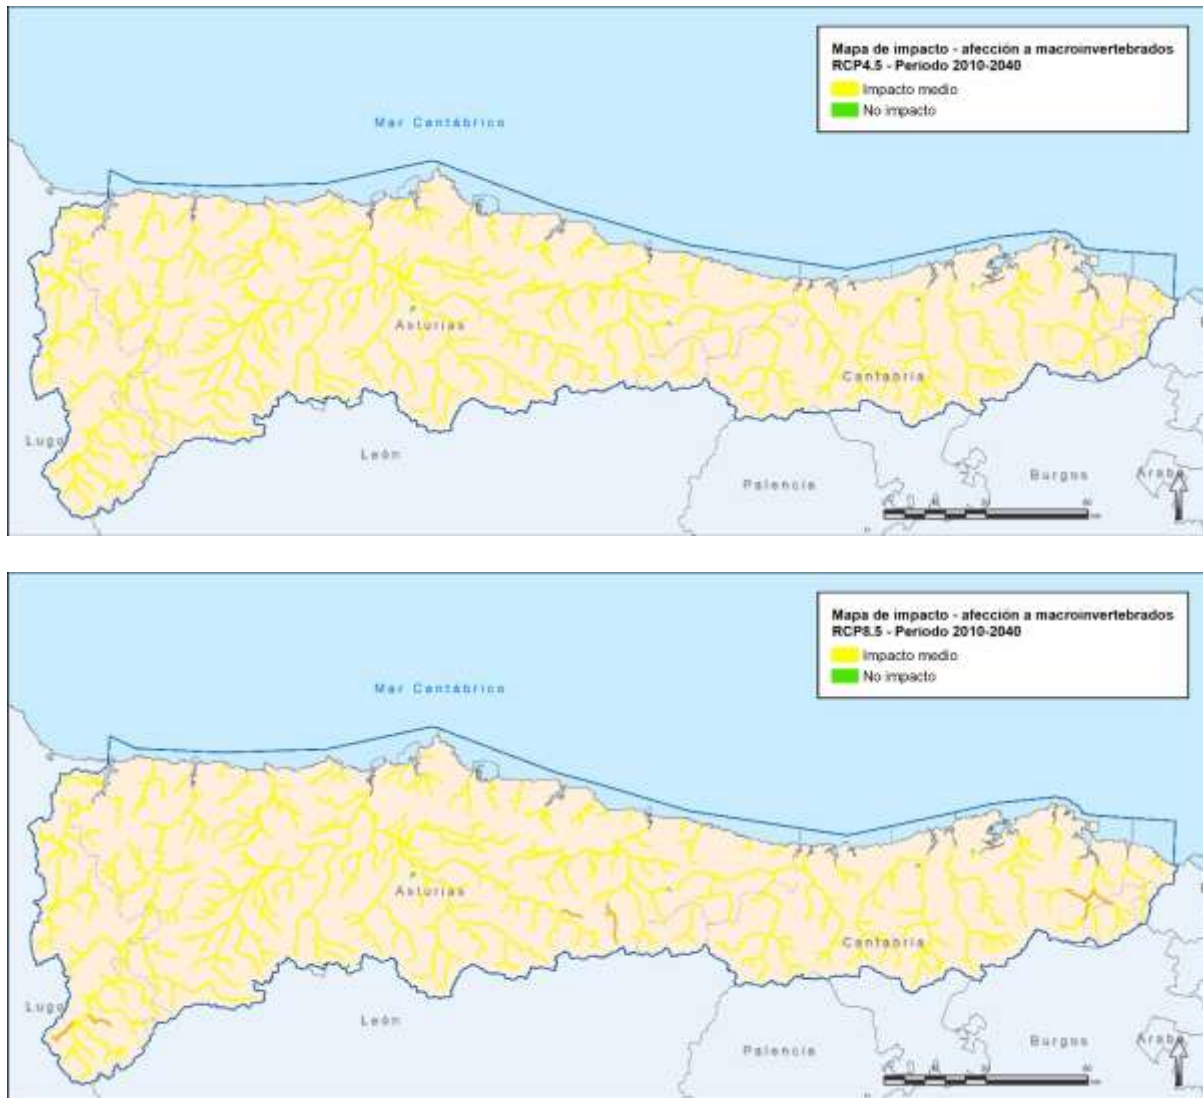 Mapa de impacto - afección a macroinvertebrados
RCP4.5 - Periodo 2010-2040
Impacto medio
No impacto
Mar Cantábrico
Asturias
Cantabria
Lugo
León
Palencia
Burgos
Araba
Mapa de impacto - afección a macroinvertebrados
RCP8.5 - Periodo 2010-2040
Impacto medio
No impacto
Mar Cantábrico
Asturias
Cantabria
Lugo
León
Palencia
Burgos
Araba